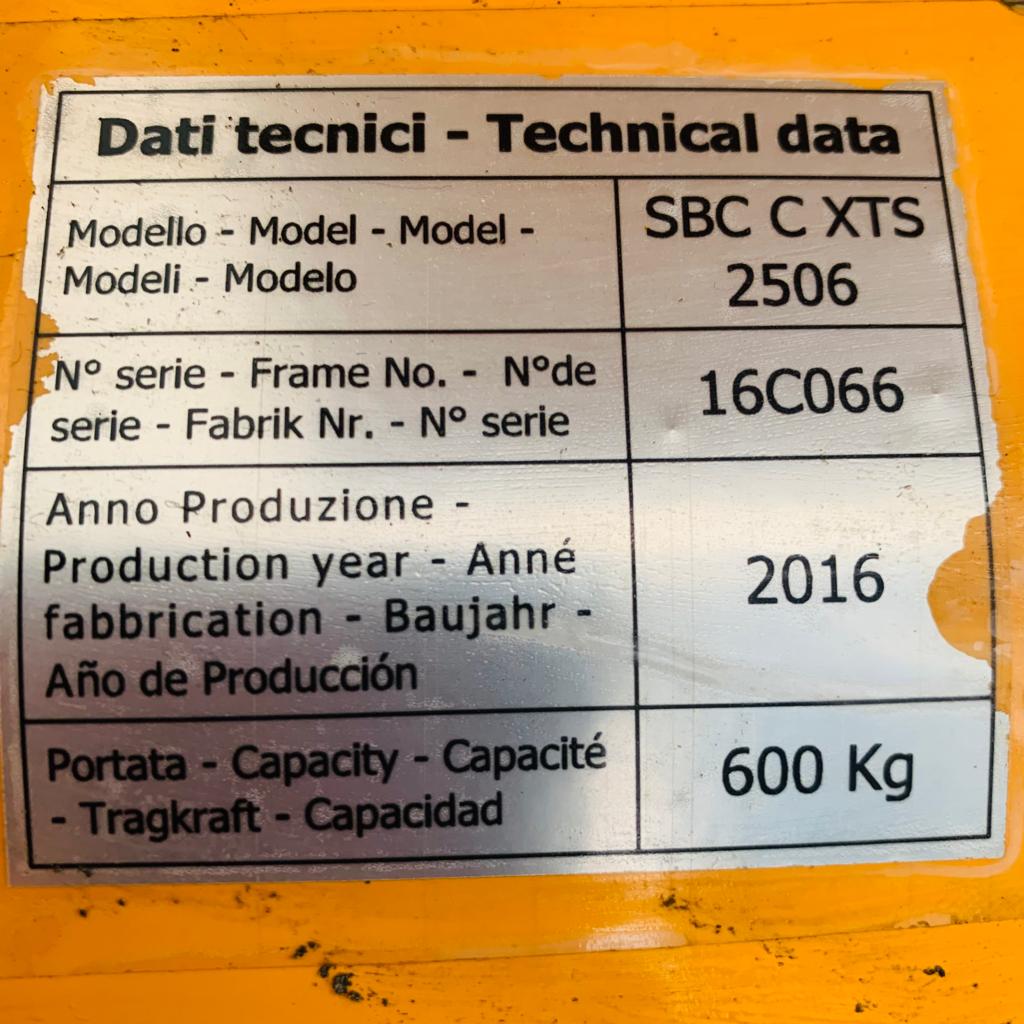 Dati tecnici - Technical data
Modello - Model - Model -
Modeli - Modelo
SBC C XTS
2506
N° serie - Frame No. - N°de
serie - Fabrik Nr. - N° serie
16C066
Anno Produzione -
Production year - Anné
fabbrication - Baujahr -
Año de Producción
2016
Portata - Capacity - Capacité
- Tragkraft - Capacidad
600 Kg